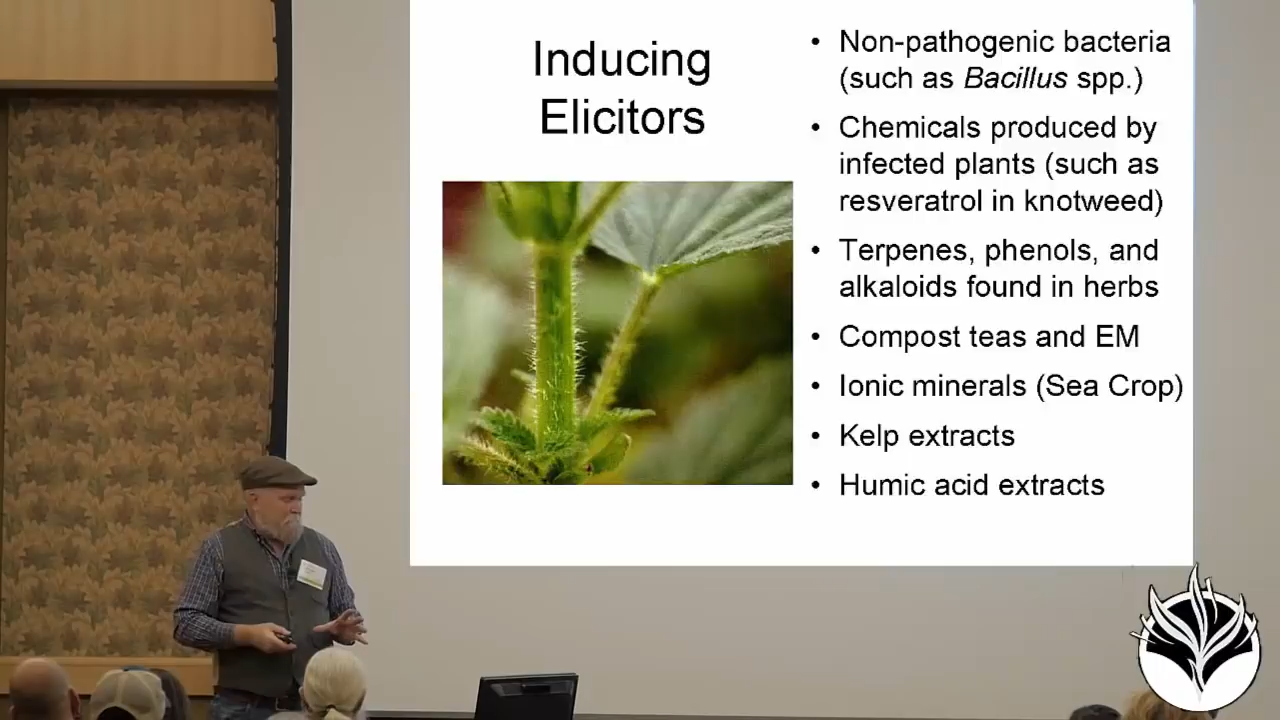 Inducing
Elicitors
• Non-pathogenic bacteria
(such as Bacillus spp.)
• Chemicals produced by
infected plants (such as
resveratrol in knotweed)
• Terpenes, phenols, and
alkaloids found in herbs
• Compost teas and EM
• Ionic minerals (Sea Crop)
• Kelp extracts
• Humic acid extracts